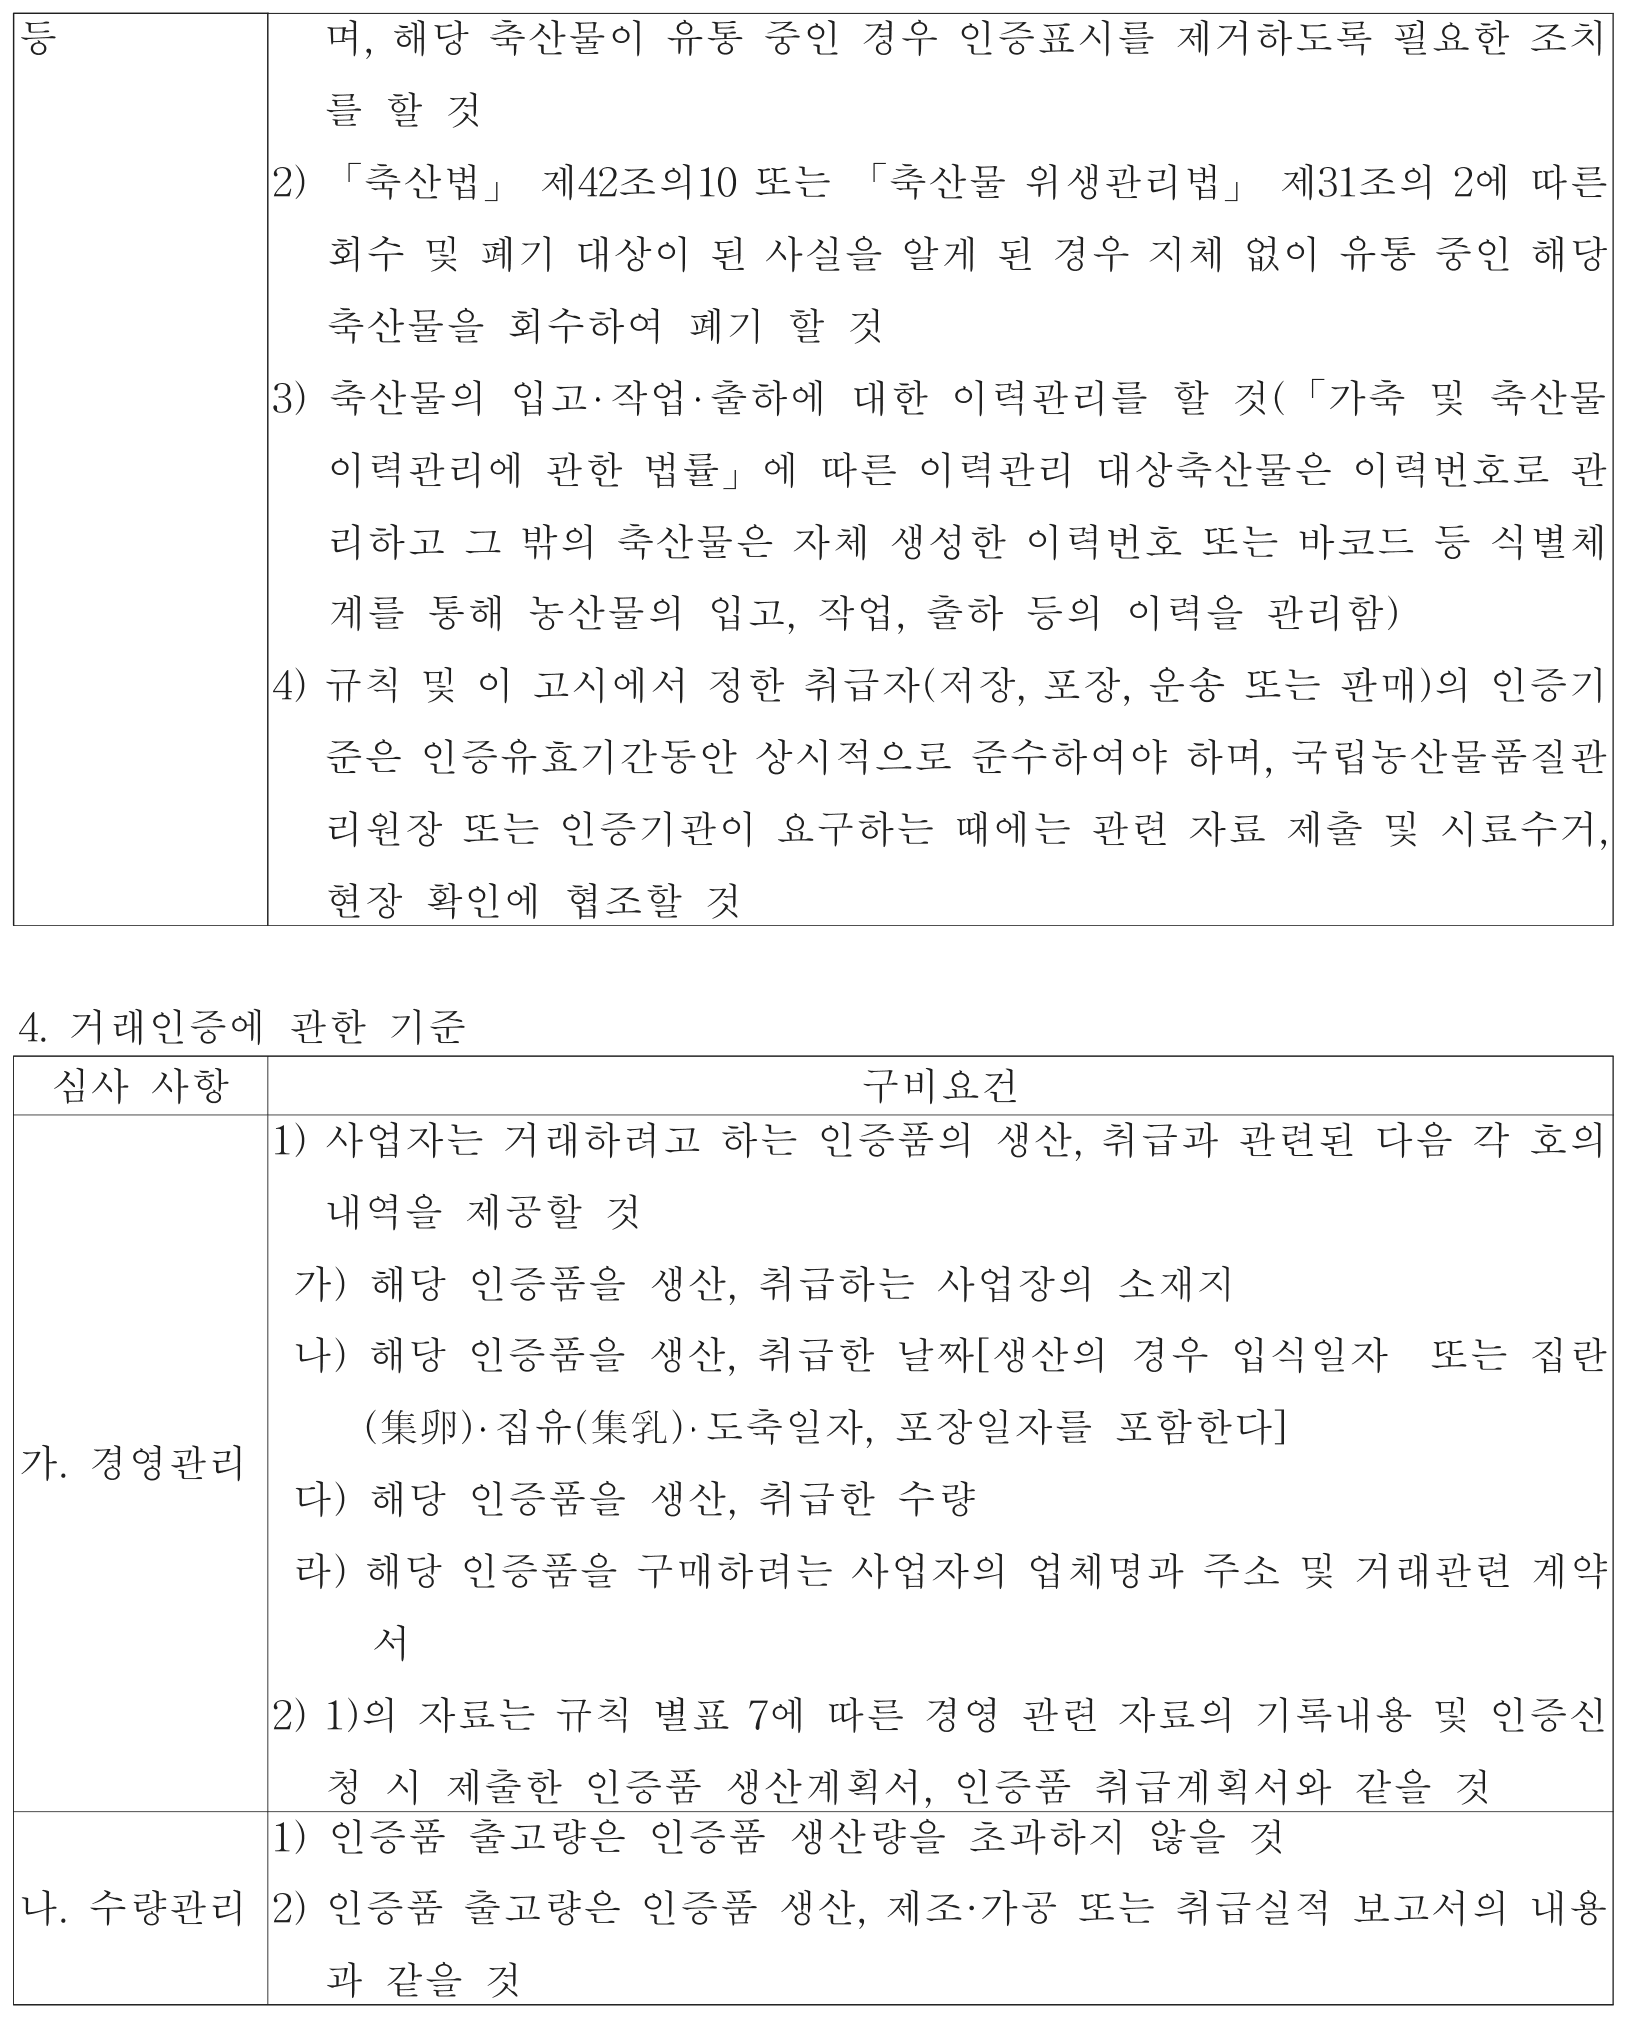 등
며, 해당 축산물이 유통 중인 경우 인증표시를 제거하도록 필요한 조치
를 할 것
2) 「축산법」 제42조의10 또는 「축산물 위생관리법」 제31조의 2에 따른
회수 및 폐기 대상이 된 사실을 알게 된 경우 지체 없이 유통 중인 해당
축산물을 회수하여 폐기 할 것
3) 축산물의 입고·작업·출하에 대한 이력관리를 할 것(「가축 및 축산물
이력관리에 관한 법률」에 따른 이력관리 대상축산물은 이력번호로 관
리하고 그 밖의 축산물은 자체 생성한 이력번호 또는 바코드 등 식별체
계를 통해 농산물의 입고, 작업, 출하 등의 이력을 관리함)
4) 규칙 및 이 고시에서 정한 취급자(저장, 포장, 운송 또는 판매)의 인증기
준은 인증유효기간동안 상시적으로 준수하여야 하며, 국립농산물품질관
리원장 또는 인증기관이 요구하는 때에는 관련 자료 제출 및 시료수거,
현장 확인에 협조할 것
4. 거래인증에 관한 기준
심사 사항
구비요건
가. 경영관리
1) 사업자는 거래하려고 하는 인증품의 생산, 취급과 관련된 다음 각 호의
내역을 제공할 것
가) 해당 인증품을 생산, 취급하는 사업장의 소재지
나) 해당 인증품을 생산, 취급한 날짜[생산의 경우 입식일자 또는 집란
(集卵)·집유(集乳)·도축일자, 포장일자를 포함한다]
다) 해당 인증품을 생산, 취급한 수량
라) 해당 인증품을 구매하려는 사업자의 업체명과 주소 및 거래관련 계약
서
2) 1)의 자료는 규칙 별표 7에 따른 경영 관련 자료의 기록내용 및 인증신
청 시 제출한 인증품 생산계획서, 인증품 취급계획서와 같을 것
나. 수량관리
1) 인증품 출고량은 인증품 생산량을 초과하지 않을 것
2) 인증품 출고량은 인증품 생산, 제조·가공 또는 취급실적 보고서의 내용
과 같을 것